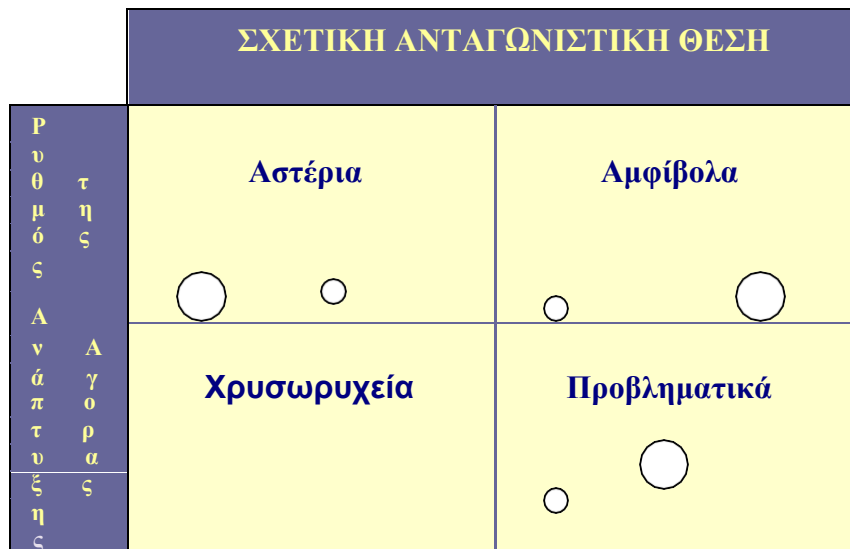 ΣΧΕΤΙΚΗ ΑΝΤΑΓΩΝΙΣΤΙΚΗ ΘΕΣΗ
Ρυθμός Ανάπτυξης
της Αγοράς
Αστέρια
Αμφίβολα
Χρυσωρυχεία
Προβληματικά